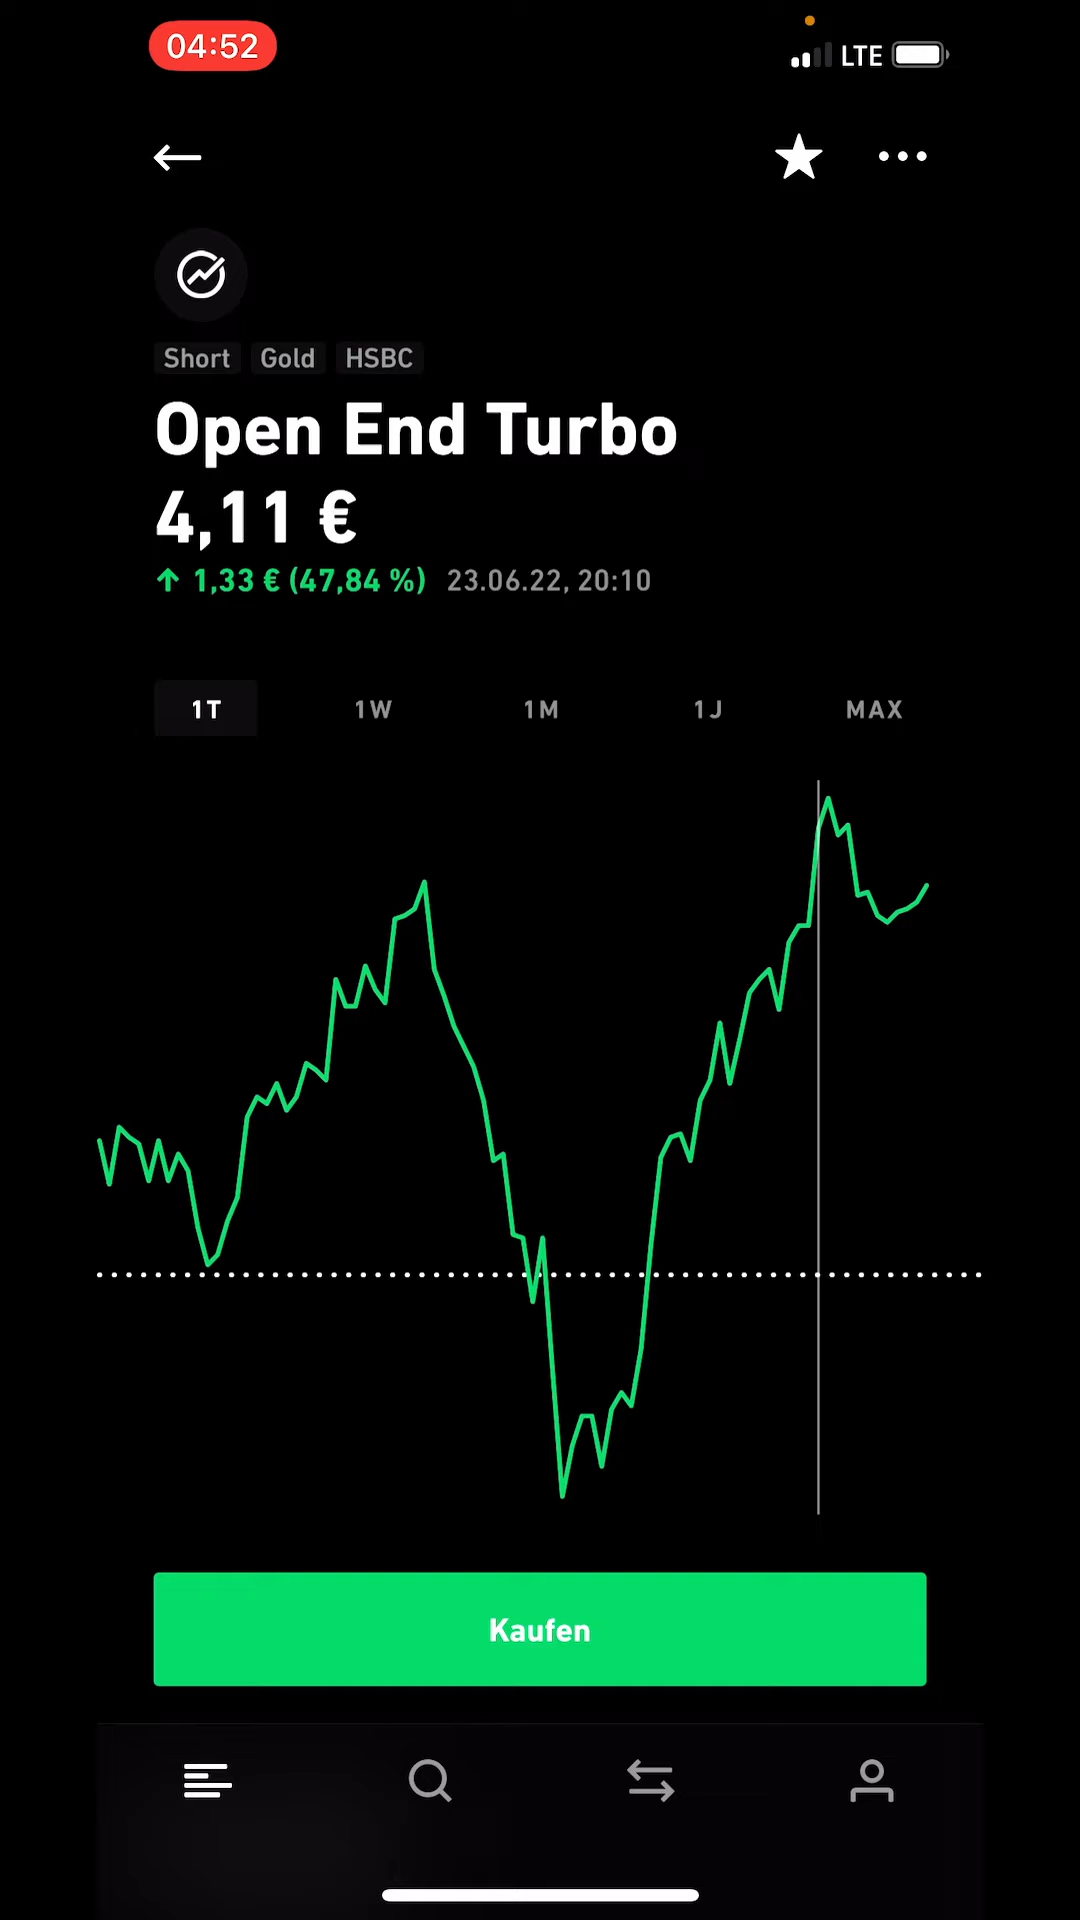 04:52
LTE
Short Gold HSBC
Open End Turbo
4,11 €
↑ 1,33 € (47,84 %) 23.06.22, 20:10
1T 1W 1M 1J MAX
Kaufen